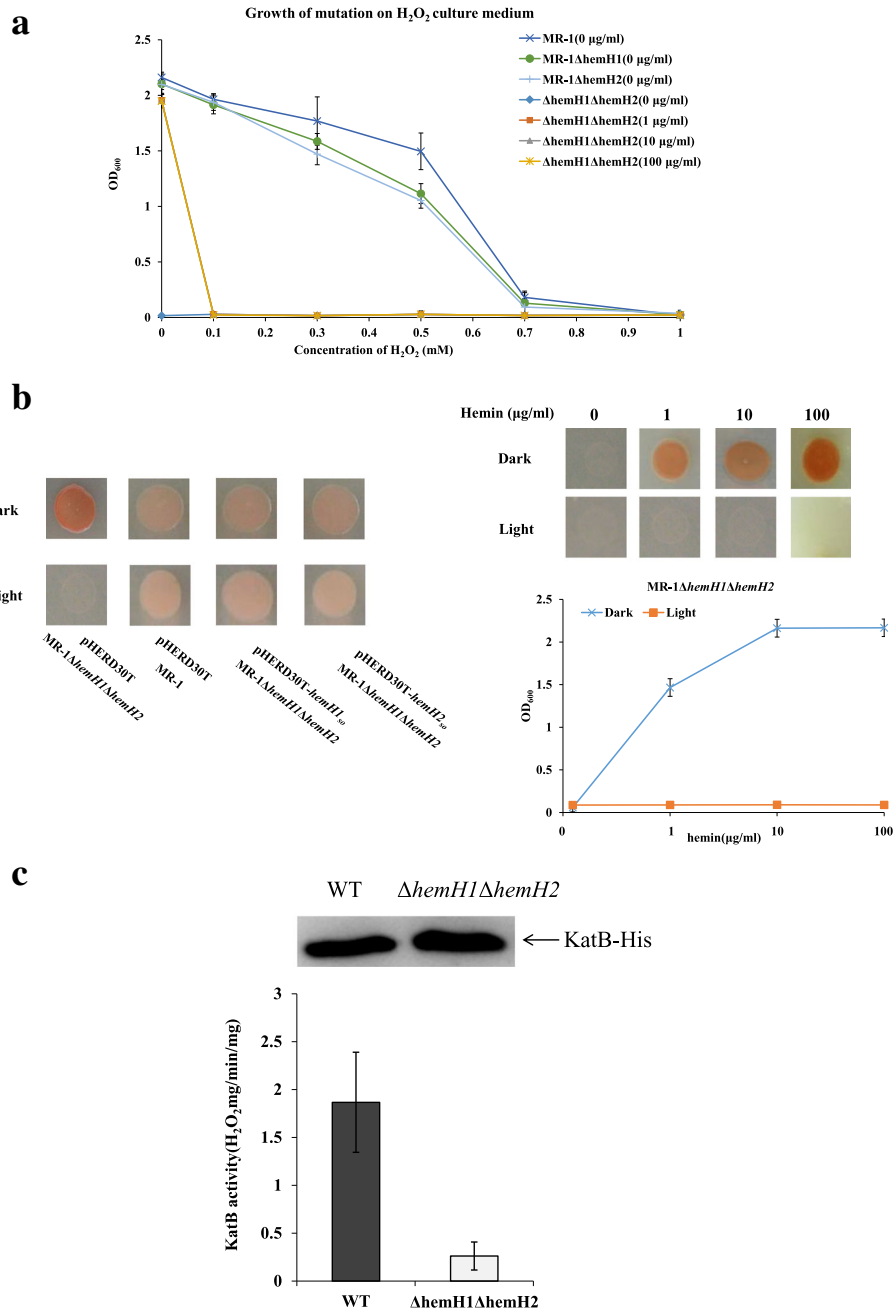 a
Growth of mutation on H₂O₂ culture medium
MR-1(0 μg/ml)
MR-1ΔhemH1(0 μg/ml)
MR-1ΔhemH2(0 μg/ml)
ΔhemH1ΔhemH2(0 μg/ml)
ΔhemH1ΔhemH2(1 μg/ml)
ΔhemH1ΔhemH2(10 μg/ml)
ΔhemH1ΔhemH2(100 μg/ml)
2.5
2
1.5
1
0.5
0
OD₆₀₀
0 0.1 0.2 0.3 0.4 0.5 0.6 0.7 0.8 0.9 1
Concentration of H₂O₂ (mM)
b
ark
ight
pHERD30T
MR-1ΔhemH1ΔhemH2
pHERD30T
MR-1
pHERD30T-hemH1so
MR-1ΔhemH1ΔhemH2
pHERD30T-hemH2so
MR-1ΔhemH1ΔhemH2
Hemin (μg/ml) 0 1 10 100
Dark
Light
MR-1ΔhemH1ΔhemH2
Dark Light
2.5
2
1.5
1
0.5
0
OD₆₀₀
0 1 10 100
hemin(μg/ml)
c
WT ΔhemH1ΔhemH2
KatB-His
3
2.5
2
1.5
1
0.5
0
KatB activity(H₂O₂mg/min/mg)
WT ΔhemH1ΔhemH2